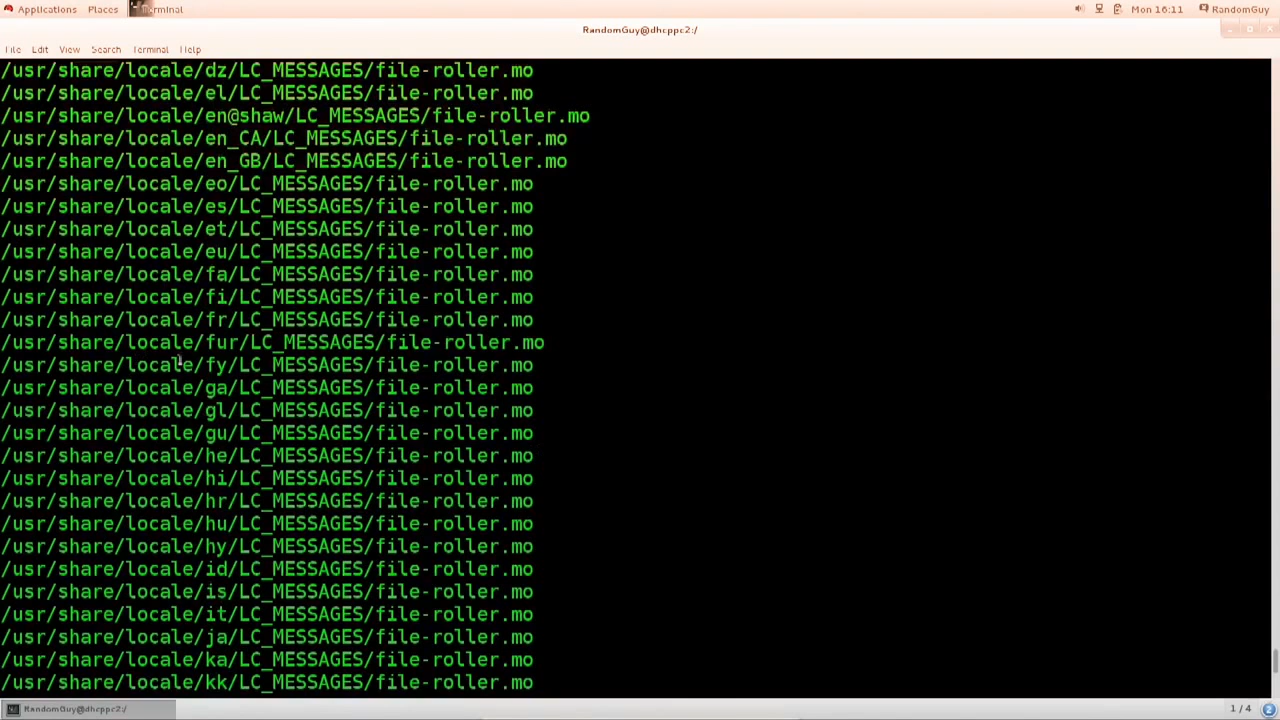 Applications Places Terminal Mon 16:11 RandomGuy
RandomGuy@dhcppc2:/
File Edit View Search Terminal Help
/usr/share/locale/dz/LC_MESSAGES/file-roller.mo
/usr/share/locale/el/LC_MESSAGES/file-roller.mo
/usr/share/locale/en@shaw/LC_MESSAGES/file-roller.mo
/usr/share/locale/en_CA/LC_MESSAGES/file-roller.mo
/usr/share/locale/en_GB/LC_MESSAGES/file-roller.mo
/usr/share/locale/eo/LC_MESSAGES/file-roller.mo
/usr/share/locale/es/LC_MESSAGES/file-roller.mo
/usr/share/locale/et/LC_MESSAGES/file-roller.mo
/usr/share/locale/eu/LC_MESSAGES/file-roller.mo
/usr/share/locale/fa/LC_MESSAGES/file-roller.mo
/usr/share/locale/fi/LC_MESSAGES/file-roller.mo
/usr/share/locale/fr/LC_MESSAGES/file-roller.mo
/usr/share/locale/fur/LC_MESSAGES/file-roller.mo
/usr/share/locale/fy/LC_MESSAGES/file-roller.mo
/usr/share/locale/ga/LC_MESSAGES/file-roller.mo
/usr/share/locale/gl/LC_MESSAGES/file-roller.mo
/usr/share/locale/gu/LC_MESSAGES/file-roller.mo
/usr/share/locale/he/LC_MESSAGES/file-roller.mo
/usr/share/locale/hi/LC_MESSAGES/file-roller.mo
/usr/share/locale/hr/LC_MESSAGES/file-roller.mo
/usr/share/locale/hu/LC_MESSAGES/file-roller.mo
/usr/share/locale/hy/LC_MESSAGES/file-roller.mo
/usr/share/locale/id/LC_MESSAGES/file-roller.mo
/usr/share/locale/is/LC_MESSAGES/file-roller.mo
/usr/share/locale/it/LC_MESSAGES/file-roller.mo
/usr/share/locale/ja/LC_MESSAGES/file-roller.mo
/usr/share/locale/ka/LC_MESSAGES/file-roller.mo
/usr/share/locale/kk/LC_MESSAGES/file-roller.mo
RandomGuy@dhcppc2:/ 1 / 4 2